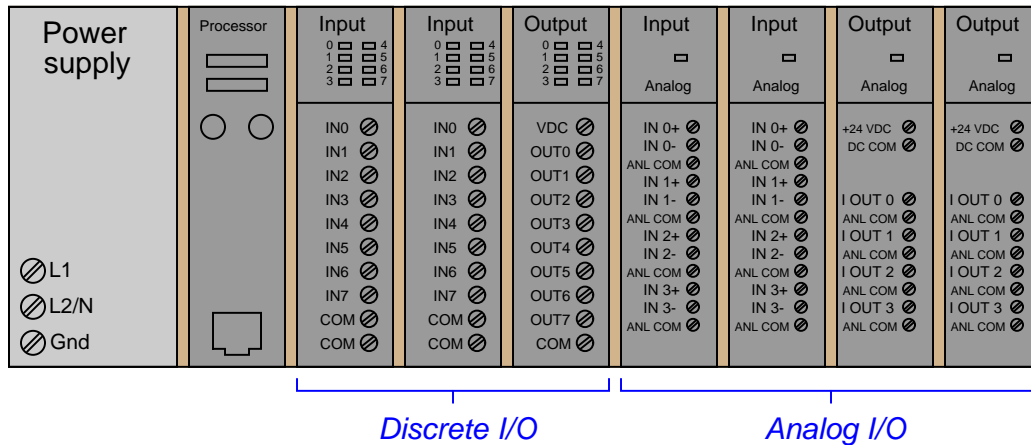 Power
supply
L1
L2/N
Gnd
Processor
Input
0 4
1 5
2 6
3 7
IN0
IN1
IN2
IN3
IN4
IN5
IN6
IN7
COM
COM
Input
0 4
1 5
2 6
3 7
IN0
IN1
IN2
IN3
IN4
IN5
IN6
IN7
COM
COM
Output
0 4
1 5
2 6
3 7
VDC
OUT0
OUT1
OUT2
OUT3
OUT4
OUT5
OUT6
OUT7
COM
Input
Analog
IN 0+
IN 0-
ANL COM
IN 1+
IN 1-
ANL COM
IN 2+
IN 2-
ANL COM
IN 3+
IN 3-
ANL COM
Input
Analog
IN 0+
IN 0-
ANL COM
IN 1+
IN 1-
ANL COM
IN 2+
IN 2-
ANL COM
IN 3+
IN 3-
ANL COM
Output
Analog
+24 VDC
DC COM
I OUT 0
ANL COM
I OUT 1
ANL COM
I OUT 2
ANL COM
I OUT 3
ANL COM
Output
Analog
+24 VDC
DC COM
I OUT 0
ANL COM
I OUT 1
ANL COM
I OUT 2
ANL COM
I OUT 3
ANL COM
Discrete I/O
Analog I/O